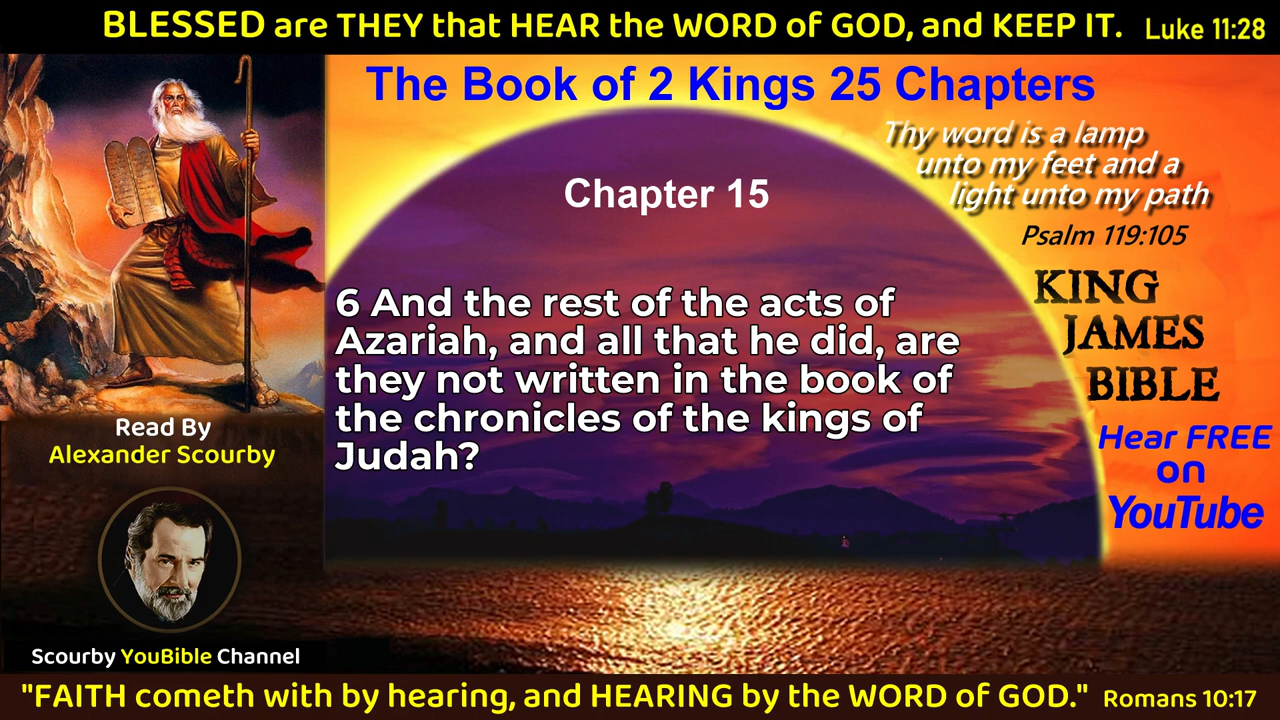 BLESSED are THEY that HEAR the WORD of GOD, and KEEP IT. Luke 11:28
The Book of 2 Kings 25 Chapters
Thy word is a lamp
unto my feet and a
light unto my path
Psalm 119:105
Chapter 15
KING
JAMES
BIBLE
6 And the rest of the acts of
Azariah, and all that he did, are
they not written in the book of
the chronicles of the kings of
Judah?
Hear FREE
on
YouTube
Read By
Alexander Scourby
Scourby YouBible Channel
"FAITH cometh with by hearing, and HEARING by the WORD of GOD." Romans 10:17